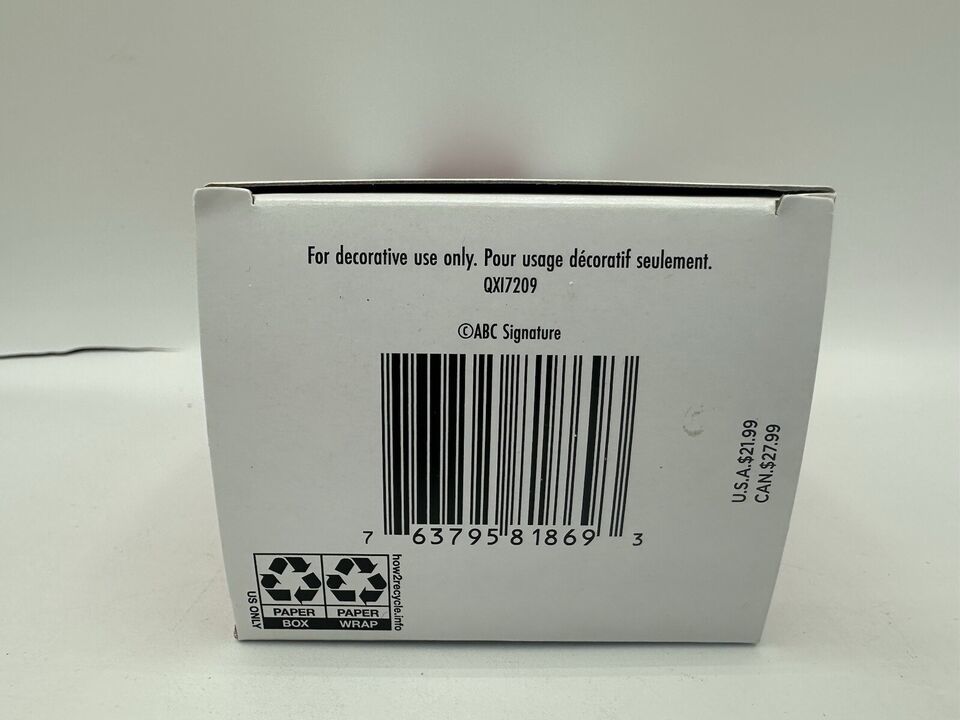 For decorative use only. Pour usage décoratif seulement.
QXI7209
©ABC Signature
7 63795 81869 3
U.S.A.$21.99
CAN.$27.99
PAPER
BOX
PAPER
WRAP
US ONLY
how2recycle.info